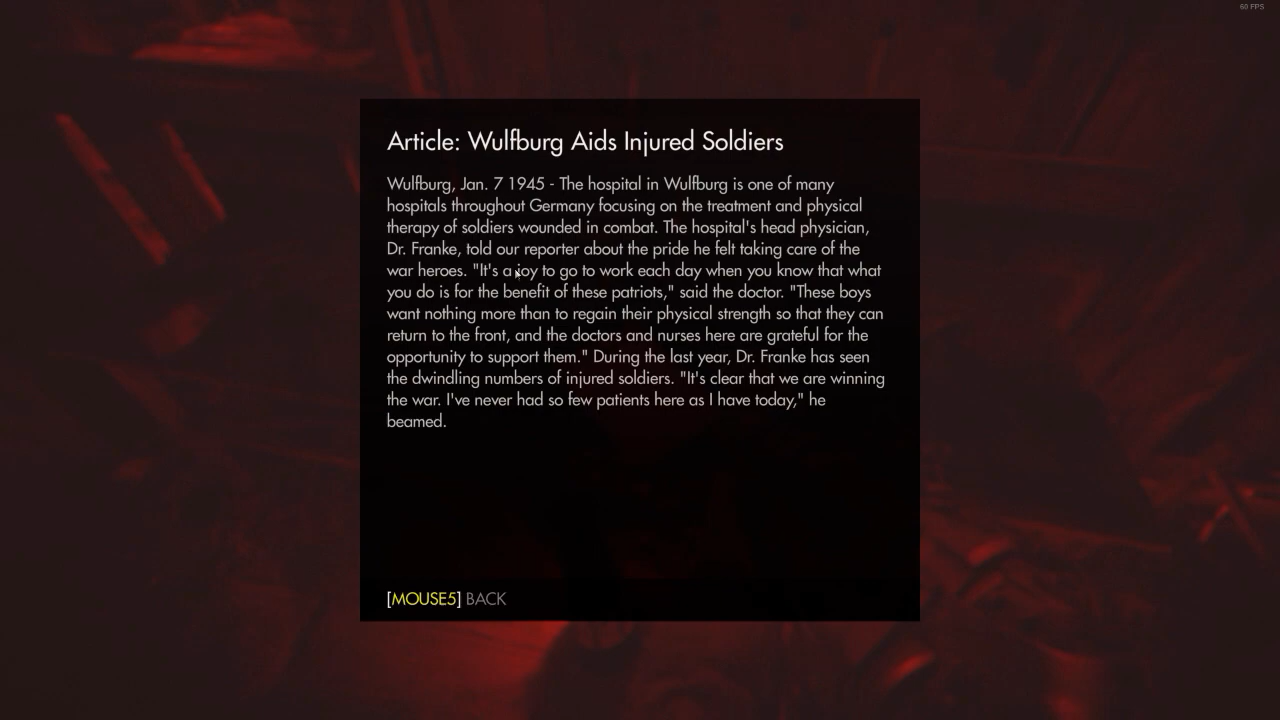 60 FPS
Article: Wulfburg Aids Injured Soldiers
Wulfburg, Jan. 7 1945 - The hospital in Wulfburg is one of many
hospitals throughout Germany focusing on the treatment and physical
therapy of soldiers wounded in combat. The hospital's head physician,
Dr. Franke, told our reporter about the pride he felt taking care of the
war heroes. "It's a joy to go to work each day when you know that what
you do is for the benefit of these patriots," said the doctor. "These boys
want nothing more than to regain their physical strength so that they can
return to the front, and the doctors and nurses here are grateful for the
opportunity to support them." During the last year, Dr. Franke has seen
the dwindling numbers of injured soldiers. "It's clear that we are winning
the war. I've never had so few patients here as I have today," he
beamed.
[MOUSE5] BACK